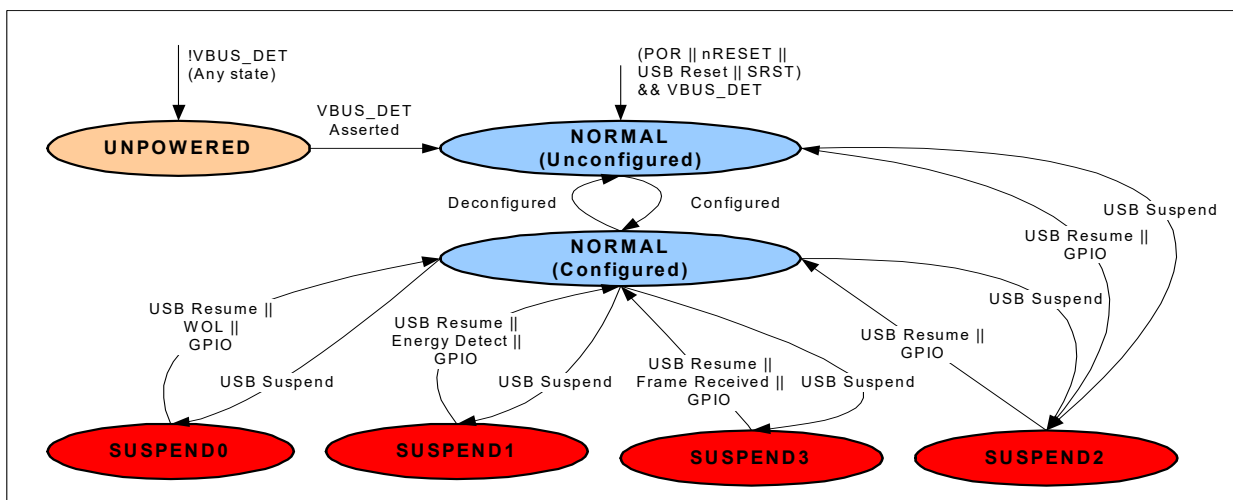 !VBUS_DET
(Any state)
(POR || nRESET ||
USB Reset || SRST)
&& VBUS_DET
VBUS_DET
Asserted
UNPOWERED
NORMAL
(Unconfigured)
Deconfigured
Configured
USB Suspend
USB Resume ||
GPIO
NORMAL
(Configured)
USB Resume ||
WOL ||
GPIO
USB Suspend
USB Resume ||
Energy Detect ||
GPIO
USB Suspend
USB Resume ||
Frame Received ||
GPIO
USB Suspend
USB Resume ||
GPIO
USB Suspend
SUSPEND0
SUSPEND1
SUSPEND3
SUSPEND2